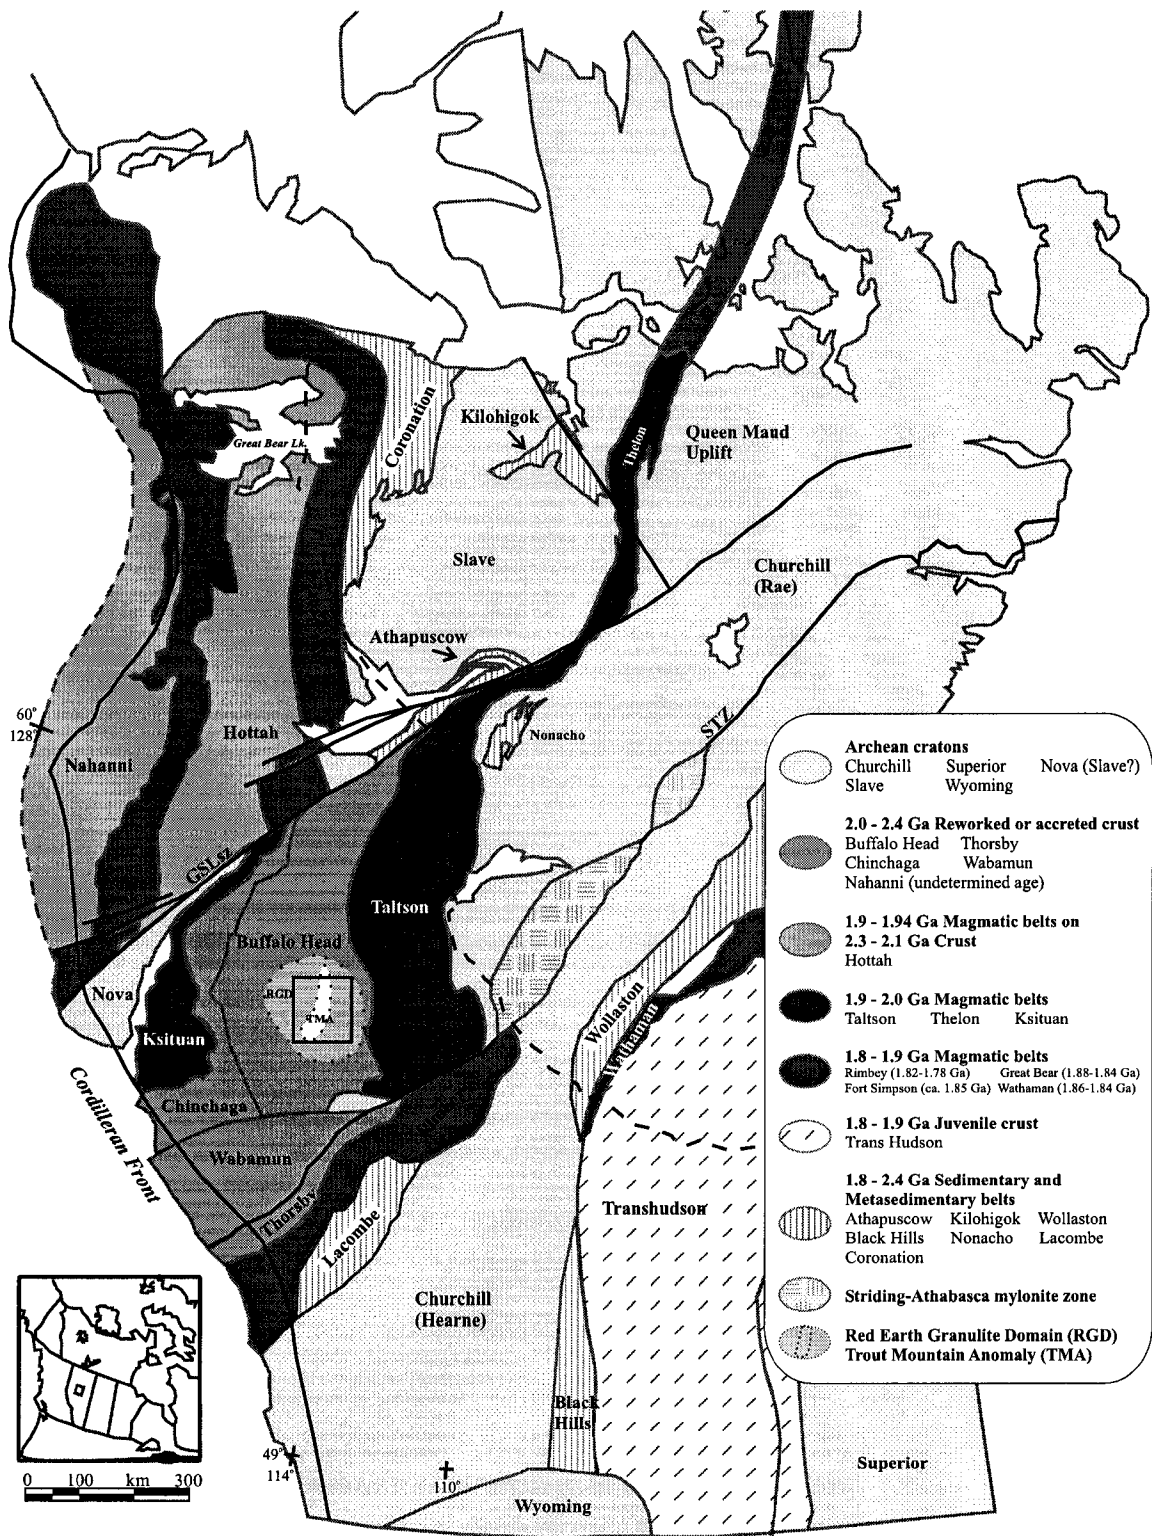 Great Bear Lk.
Coronation
Kilohigok
Thelon
Queen Maud
Uplift
Slave
Churchill
(Rae)
Athapuscow
60°
128°
Hottah
Nonacho
STZ
Nahanni
GSLsz
Taltson
Buffalo Head
RGD
TMA
Nova
Ksituan
Wollaston
Wathaman
Cordilleran Front
Chinchaga
Wabamun
Thorsby
Lacombe
Transhudson
Churchill
(Hearne)
Black
Hills
49°
114°
110°
Wyoming
Superior
0 100 km 300
Archean cratons
Churchill Superior Nova (Slave?)
Slave Wyoming
2.0 - 2.4 Ga Reworked or accreted crust
Buffalo Head Thorsby
Chinchaga Wabamun
Nahanni (undetermined age)
1.9 - 1.94 Ga Magmatic belts on
2.3 - 2.1 Ga Crust
Hottah
1.9 - 2.0 Ga Magmatic belts
Taltson Thelon Ksituan
1.8 - 1.9 Ga Magmatic belts
Rimbey (1.82-1.78 Ga) Great Bear (1.88-1.84 Ga)
Fort Simpson (ca. 1.85 Ga) Wathaman (1.86-1.84 Ga)
1.8 - 1.9 Ga Juvenile crust
Trans Hudson
1.8 - 2.4 Ga Sedimentary and
Metasedimentary belts
Athapuscow Kilohigok Wollaston
Black Hills Nonacho Lacombe
Coronation
Striding-Athabasca mylonite zone
Red Earth Granulite Domain (RGD)
Trout Mountain Anomaly (TMA)